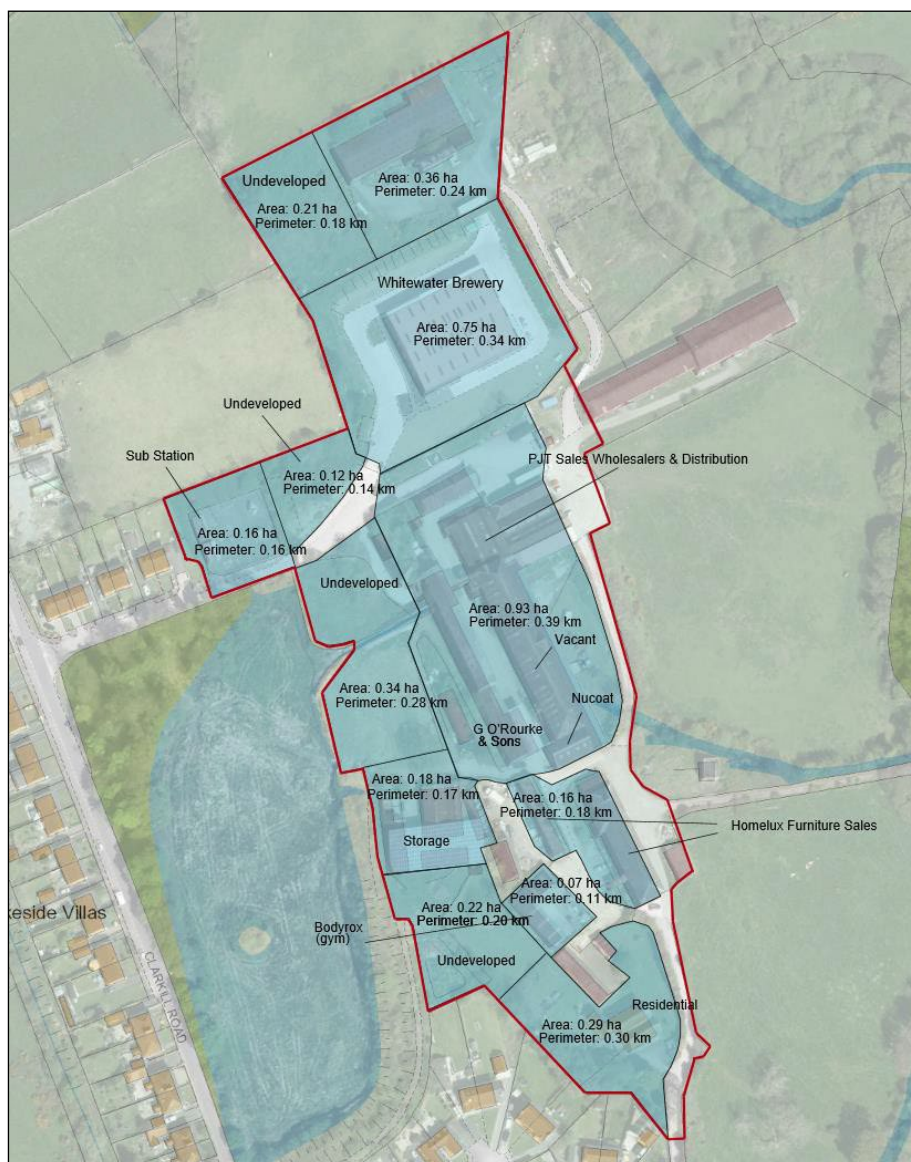 Undeveloped
Area: 0.21 ha
Perimeter: 0.18 km
Area: 0.36 ha
Perimeter: 0.24 km
Whitewater Brewery
Area: 0.75 ha
Perimeter: 0.34 km
Undeveloped
Sub Station
Area: 0.12 ha
Perimeter: 0.14 km
PJT Sales Wholesalers & Distribution
Area: 0.16 ha
Perimeter: 0.16 km
Undeveloped
Area: 0.93 ha
Perimeter: 0.39 km
Vacant
Area: 0.34 ha
Perimeter: 0.28 km
Nucoat
G O'Rourke
& Sons
Area: 0.18 ha
Perimeter: 0.17 km
Area: 0.16 ha
Perimeter: 0.18 km
Homelux Furniture Sales
Storage
Area: 0.07 ha
Perimeter: 0.11 km
Area: 0.22 ha
Perimeter: 0.20 km
keside Villas
Bodyrox
(gym)
Undeveloped
CLARKILL ROAD
Residential
Area: 0.29 ha
Perimeter: 0.30 km